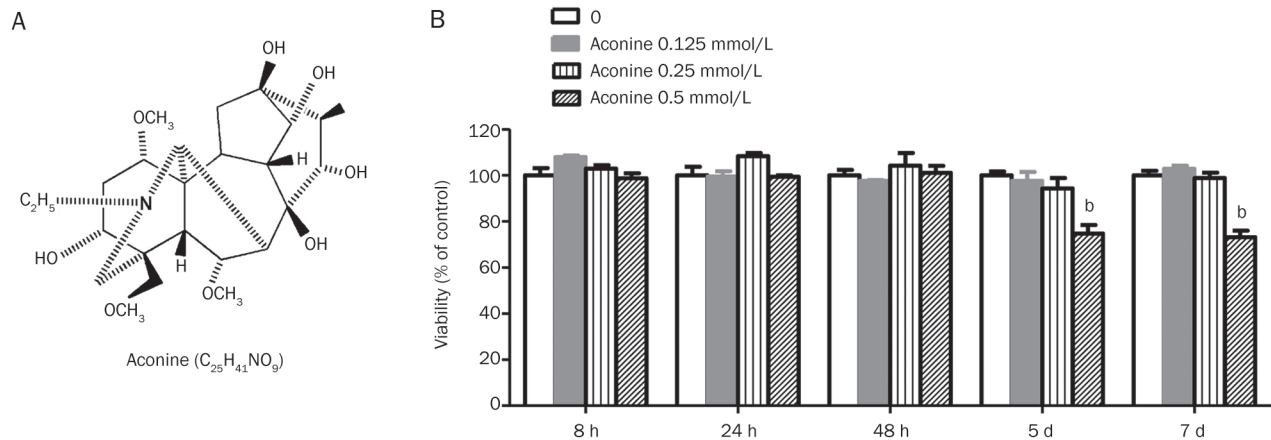 A
OH
OH
OCH₃
H
OH
C₂H₅
N
OH
HO
H
OCH₃
OCH₃
Aconine (C₂₅H₄₁NO₉)
B
0
Aconine 0.125 mmol/L
Aconine 0.25 mmol/L
Aconine 0.5 mmol/L
Viability (% of control)
120
100
80
60
40
20
0
b
b
8 h
24 h
48 h
5 d
7 d